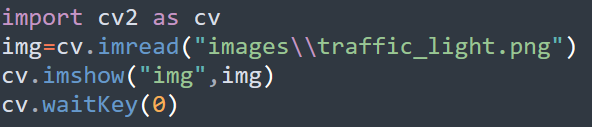 import cv2 as cv
img=cv.imread("images\\traffic_light.png")
cv.imshow("img",img)
cv.waitKey(0)